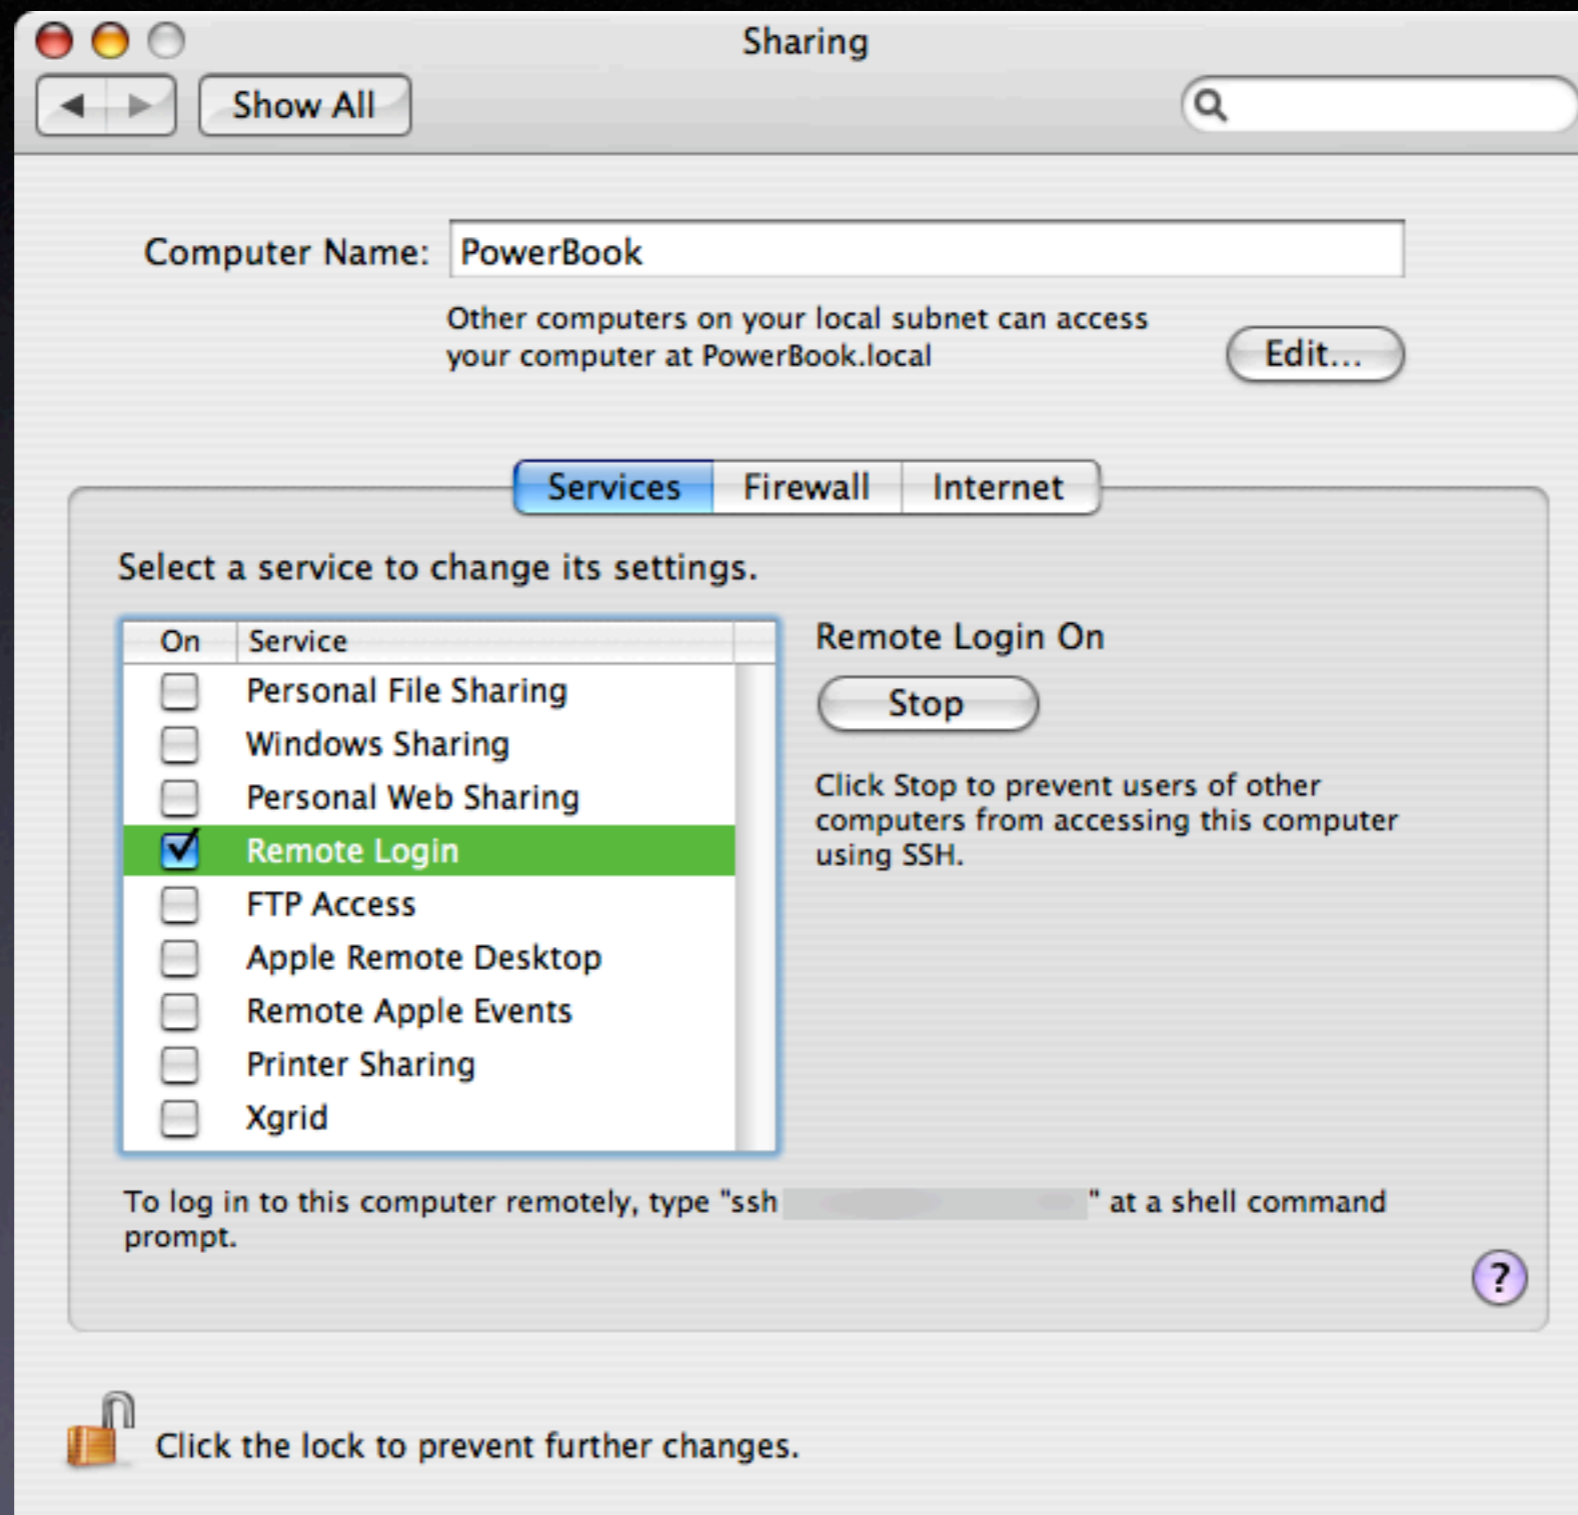 Sharing
Show All
Computer Name: PowerBook
Other computers on your local subnet can access
your computer at PowerBook.local
Edit...
Services Firewall Internet
Select a service to change its settings.
On Service
Personal File Sharing
Windows Sharing
Personal Web Sharing
Remote Login
FTP Access
Apple Remote Desktop
Remote Apple Events
Printer Sharing
Xgrid
Remote Login On
Stop
Click Stop to prevent users of other
computers from accessing this computer
using SSH.
To log in to this computer remotely, type "ssh " at a shell command
prompt.
?
Click the lock to prevent further changes.